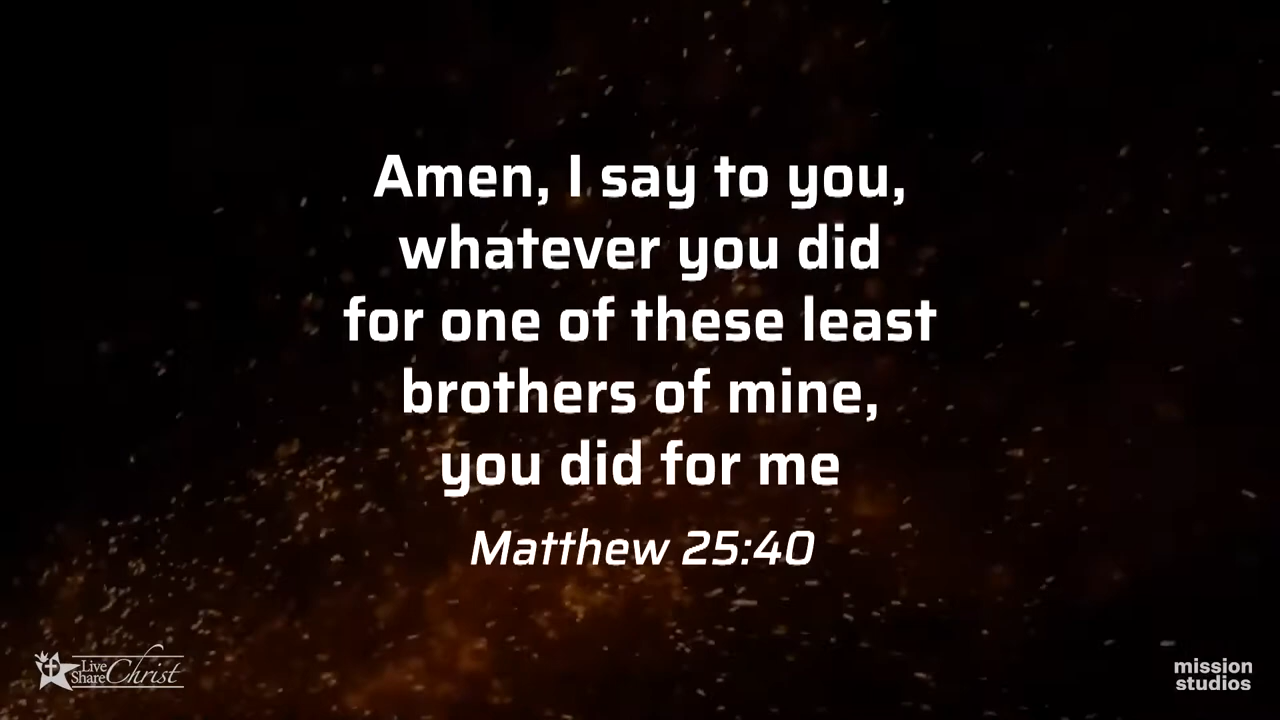 Amen, I say to you,
whatever you did
for one of these least
brothers of mine,
you did for me
Matthew 25:40
Live Share Christ
mission
studios